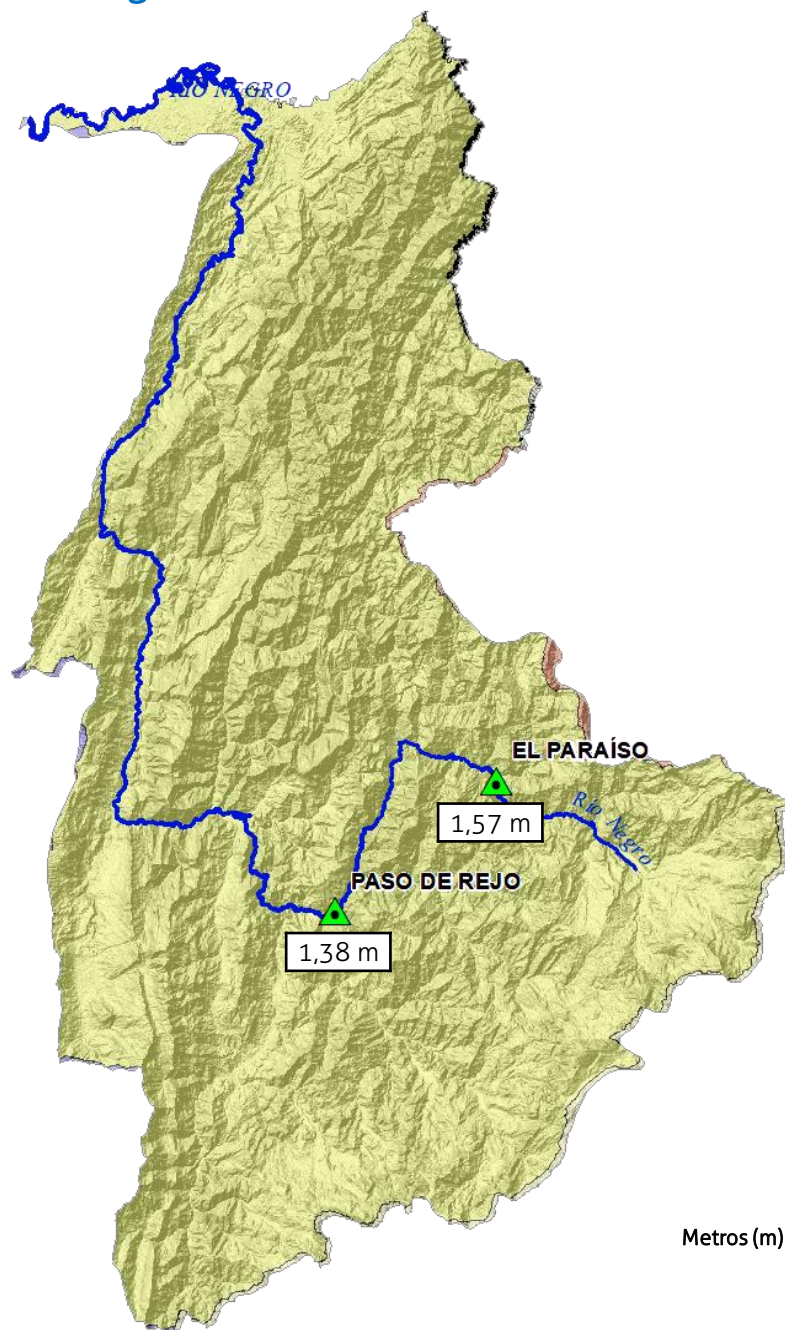 RÍO NEGRO
EL PARAÍSO
1,57 m
Río Negro
PASO DE REJO
1,38 m
Metros (m)